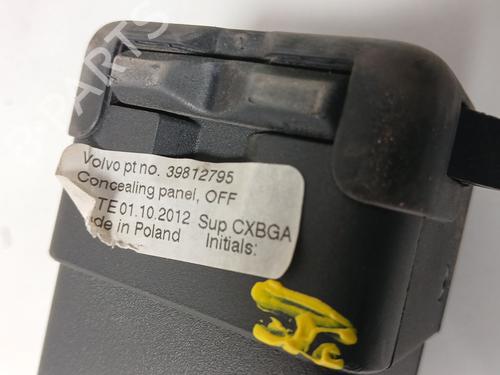 Volvo pt no. 39812795
Concealing panel, OFF
TE 01.10.2012 Sup CXBGA
de in Poland Initials: